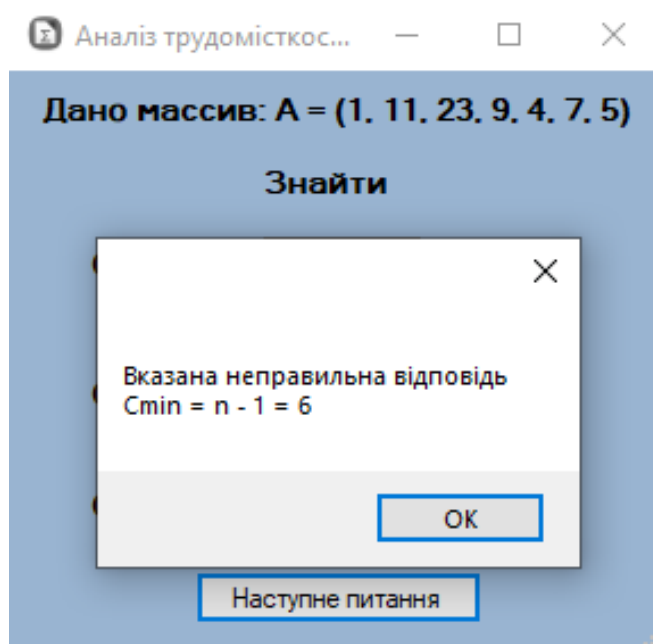 Аналіз трудомісткос...
Дано массив: A = (1, 11, 23, 9, 4, 7, 5)
Знайти
Вказана неправильна відповідь
Cmin = n - 1 = 6
OK
Наступне питання